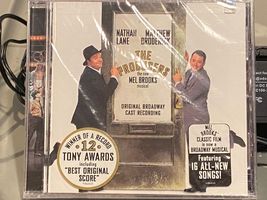 NATHAN LANE
MATTHEW BRODERICK
THE PRODUCERS
the new
MEL BROOKS
musical
ORIGINAL BROADWAY
CAST RECORDING
WINNER OF A RECORD
12
TONY AWARDS
including
"BEST ORIGINAL
SCORE"
MEL
BROOKS'
CLASSIC FILM
is now a
BROADWAY MUSICAL
Featuring
16 ALL-NEW
SONGS!